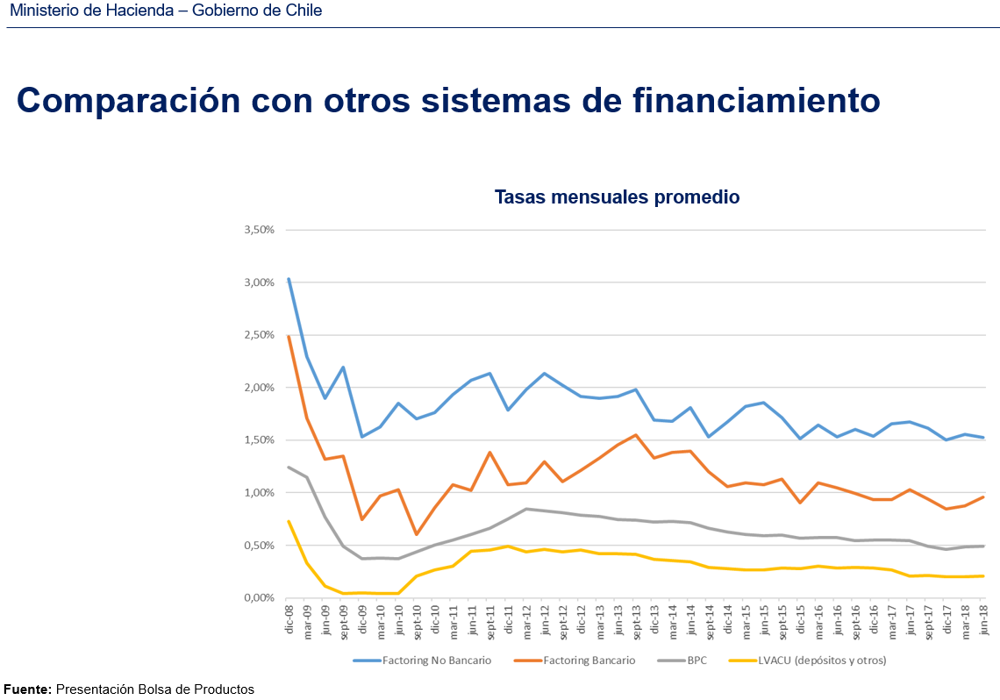 Ministerio de Hacienda – Gobierno de Chile
Comparación con otros sistemas de financiamiento
Tasas mensuales promedio
3,50%
3,00%
2,50%
2,00%
1,50%
1,00%
0,50%
0,00%
dic-08
mar-09
jun-09
sept-09
dic-09
mar-10
jun-10
sept-10
dic-10
mar-11
jun-11
sept-11
dic-11
mar-12
jun-12
sept-12
dic-12
mar-13
jun-13
sept-13
dic-13
mar-14
jun-14
sept-14
dic-14
mar-15
jun-15
sept-15
dic-15
mar-16
jun-16
sept-16
dic-16
mar-17
jun-17
sept-17
dic-17
mar-18
jun-18
Factoring No Bancario
Factoring Bancario
BPC
LVACU (depósitos y otros)
Fuente: Presentación Bolsa de Productos